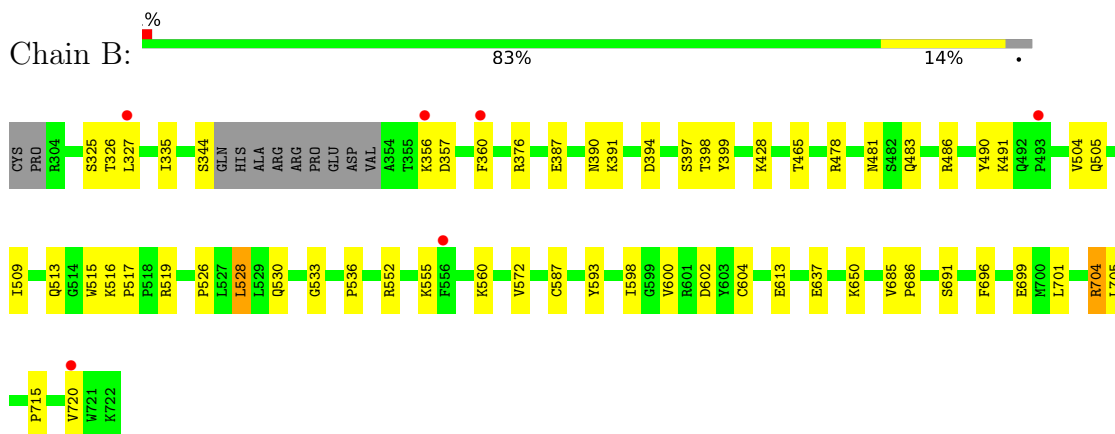 .%
Chain B:
83% 14% •
CYS PRO R304 S325 T326 L327 I335 S344 GLN HIS ALA ARG ARG PRO GLU ASP VAL A354 T355 K356 D357 F360 R376 E387 N390 K391 D394 S397 T398 Y399 K428 T465 R478 N481 S482 Q483 R486 Y490 K491 Q492 P493 V504 Q505
I509 Q513 G514 W515 K516 P517 P518 R519 P526 L527 L528 L529 Q530 G533 P536 R552 K555 F556 K560 V572 C587 Y593 I598 G599 V600 R601 D602 Y603 C604 E613 E637 K650 V685 P686 S691 F696 E699 M700 L701 R704 L705
P715 V720 W721 K722